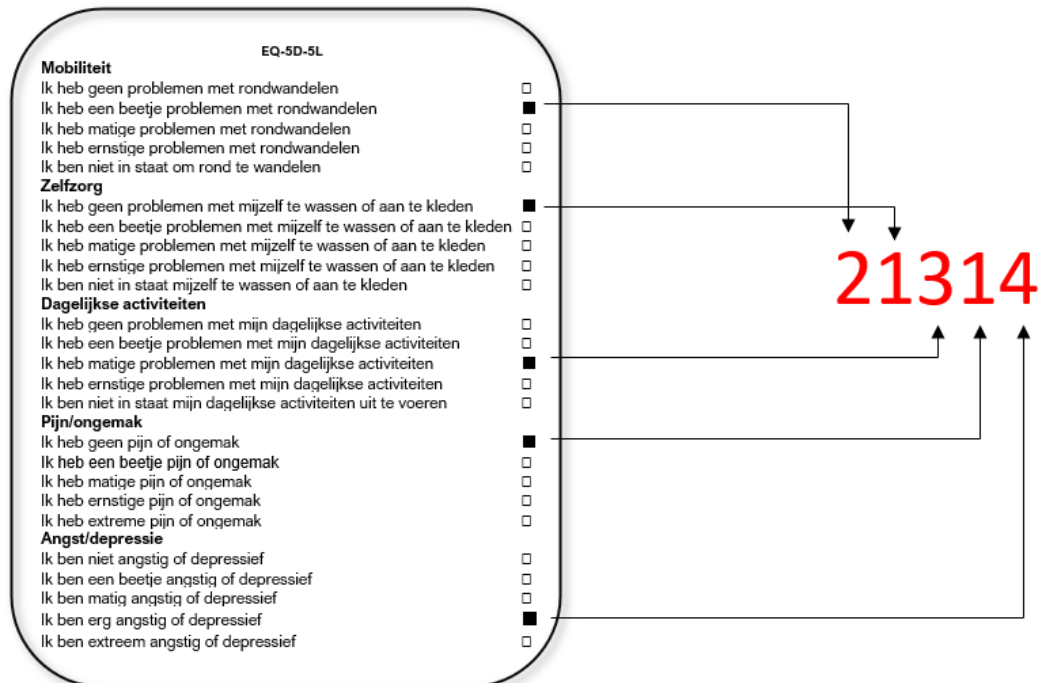 EQ-5D-5L
Mobiliteit
Ik heb geen problemen met rondwandelen
Ik heb een beetje problemen met rondwandelen
Ik heb matige problemen met rondwandelen
Ik heb ernstige problemen met rondwandelen
Ik ben niet in staat om rond te wandelen
Zelfzorg
Ik heb geen problemen met mijzelf te wassen of aan te kleden
Ik heb een beetje problemen met mijzelf te wassen of aan te kleden
Ik heb matige problemen met mijzelf te wassen of aan te kleden
Ik heb ernstige problemen met mijzelf te wassen of aan te kleden
Ik ben niet in staat mijzelf te wassen of aan te kleden
Dagelijkse activiteiten
Ik heb geen problemen met mijn dagelijkse activiteiten
Ik heb een beetje problemen met mijn dagelijkse activiteiten
Ik heb matige problemen met mijn dagelijkse activiteiten
Ik heb ernstige problemen met mijn dagelijkse activiteiten
Ik ben niet in staat mijn dagelijkse activiteiten uit te voeren
Pijn/ongemak
Ik heb geen pijn of ongemak
Ik heb een beetje pijn of ongemak
Ik heb matige pijn of ongemak
Ik heb ernstige pijn of ongemak
Ik heb extreme pijn of ongemak
Angst/depressie
Ik ben niet angstig of depressief
Ik ben een beetje angstig of depressief
Ik ben matig angstig of depressief
Ik ben erg angstig of depressief
Ik ben extreem angstig of depressief
21314